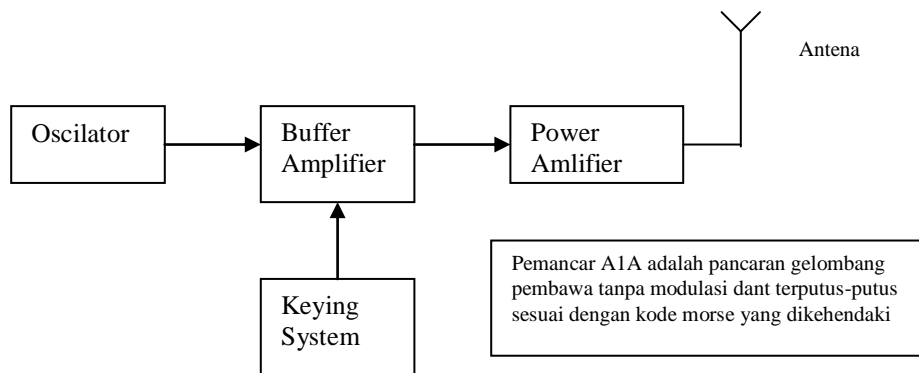 Antena
Oscilator
Buffer
Amplifier
Power
Amlifier
Keying
System
Pemancar A1A adalah pancaran gelombang
pembawa tanpa modulasi dant terputus-putus
sesuai dengan kode morse yang dikehendaki